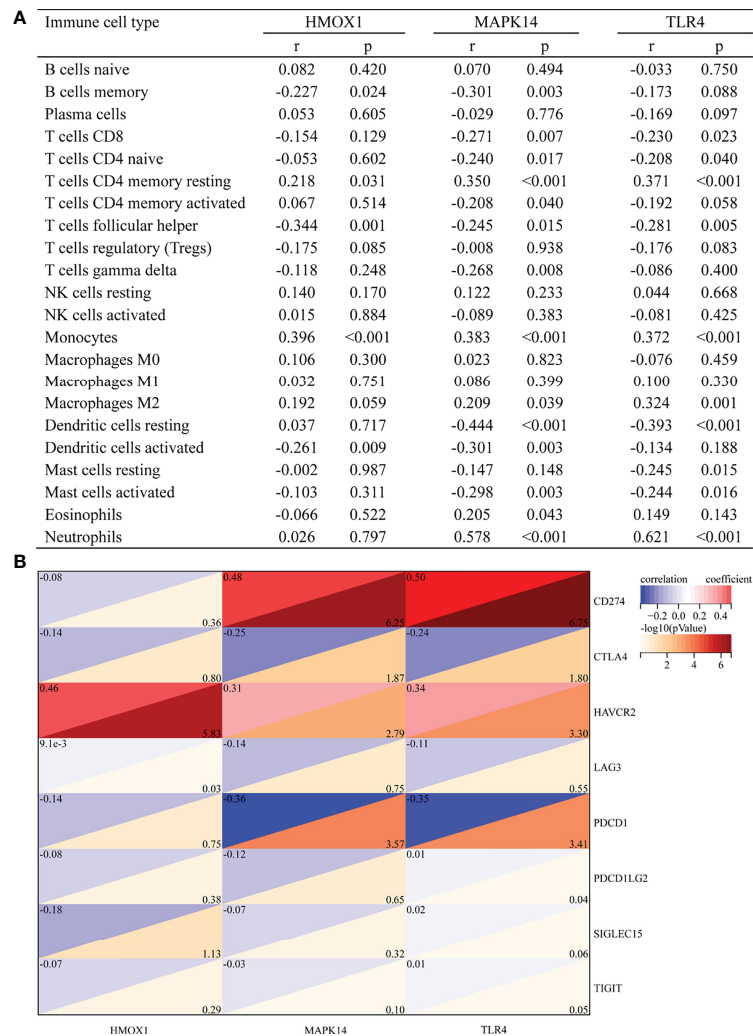 A
Immune cell type HMOX1 MAPK14 TLR4
r p r p r p
B cells naive 0.082 0.420 0.070 0.494 -0.033 0.750
B cells memory -0.227 0.024 -0.301 0.003 -0.173 0.088
Plasma cells 0.053 0.605 -0.029 0.776 -0.169 0.097
T cells CD8 -0.154 0.129 -0.271 0.007 -0.230 0.023
T cells CD4 naive -0.053 0.602 -0.240 0.017 -0.208 0.040
T cells CD4 memory resting 0.218 0.031 0.350 <0.001 0.371 <0.001
T cells CD4 memory activated 0.067 0.514 -0.208 0.040 -0.192 0.058
T cells follicular helper -0.344 0.001 -0.245 0.015 -0.281 0.005
T cells regulatory (Tregs) -0.175 0.085 -0.008 0.938 -0.176 0.083
T cells gamma delta -0.118 0.248 -0.268 0.008 -0.086 0.400
NK cells resting 0.140 0.170 0.122 0.233 0.044 0.668
NK cells activated 0.015 0.884 -0.089 0.383 -0.081 0.425
Monocytes 0.396 <0.001 0.383 <0.001 0.372 <0.001
Macrophages M0 0.106 0.300 0.023 0.823 -0.076 0.459
Macrophages M1 0.032 0.751 0.086 0.399 0.100 0.330
Macrophages M2 0.192 0.059 0.209 0.039 0.324 0.001
Dendritic cells resting 0.037 0.717 -0.444 <0.001 -0.393 <0.001
Dendritic cells activated -0.261 0.009 -0.301 0.003 -0.134 0.188
Mast cells resting -0.002 0.987 -0.147 0.148 -0.245 0.015
Mast cells activated -0.103 0.311 -0.298 0.003 -0.244 0.016
Eosinophils -0.066 0.522 0.205 0.043 0.149 0.143
Neutrophils 0.026 0.797 0.578 <0.001 0.621 <0.001
B
-0.08 0.48 0.50
CD274
0.36 6.25 6.75
-0.14 -0.25 -0.24
CTLA4
0.80 1.87 1.80
0.46 0.31 0.34
HAVCR2
5.83 2.79 3.30
9.1e-3 -0.14 -0.11
LAG3
0.03 0.75 0.55
-0.14 -0.36 -0.35
PDCD1
0.75 3.57 3.41
-0.08 -0.12 0.01
PDCD1LG2
0.38 0.65 0.04
-0.18 -0.07 0.02
SIGLEC15
1.13 0.32 0.06
-0.07 -0.03 0.01
TIGIT
0.29 0.10 0.05
HMOX1 MAPK14 TLR4
correlation coefficient
-0.2 0.0 0.2 0.4
-log10(pValue)
2 4 6